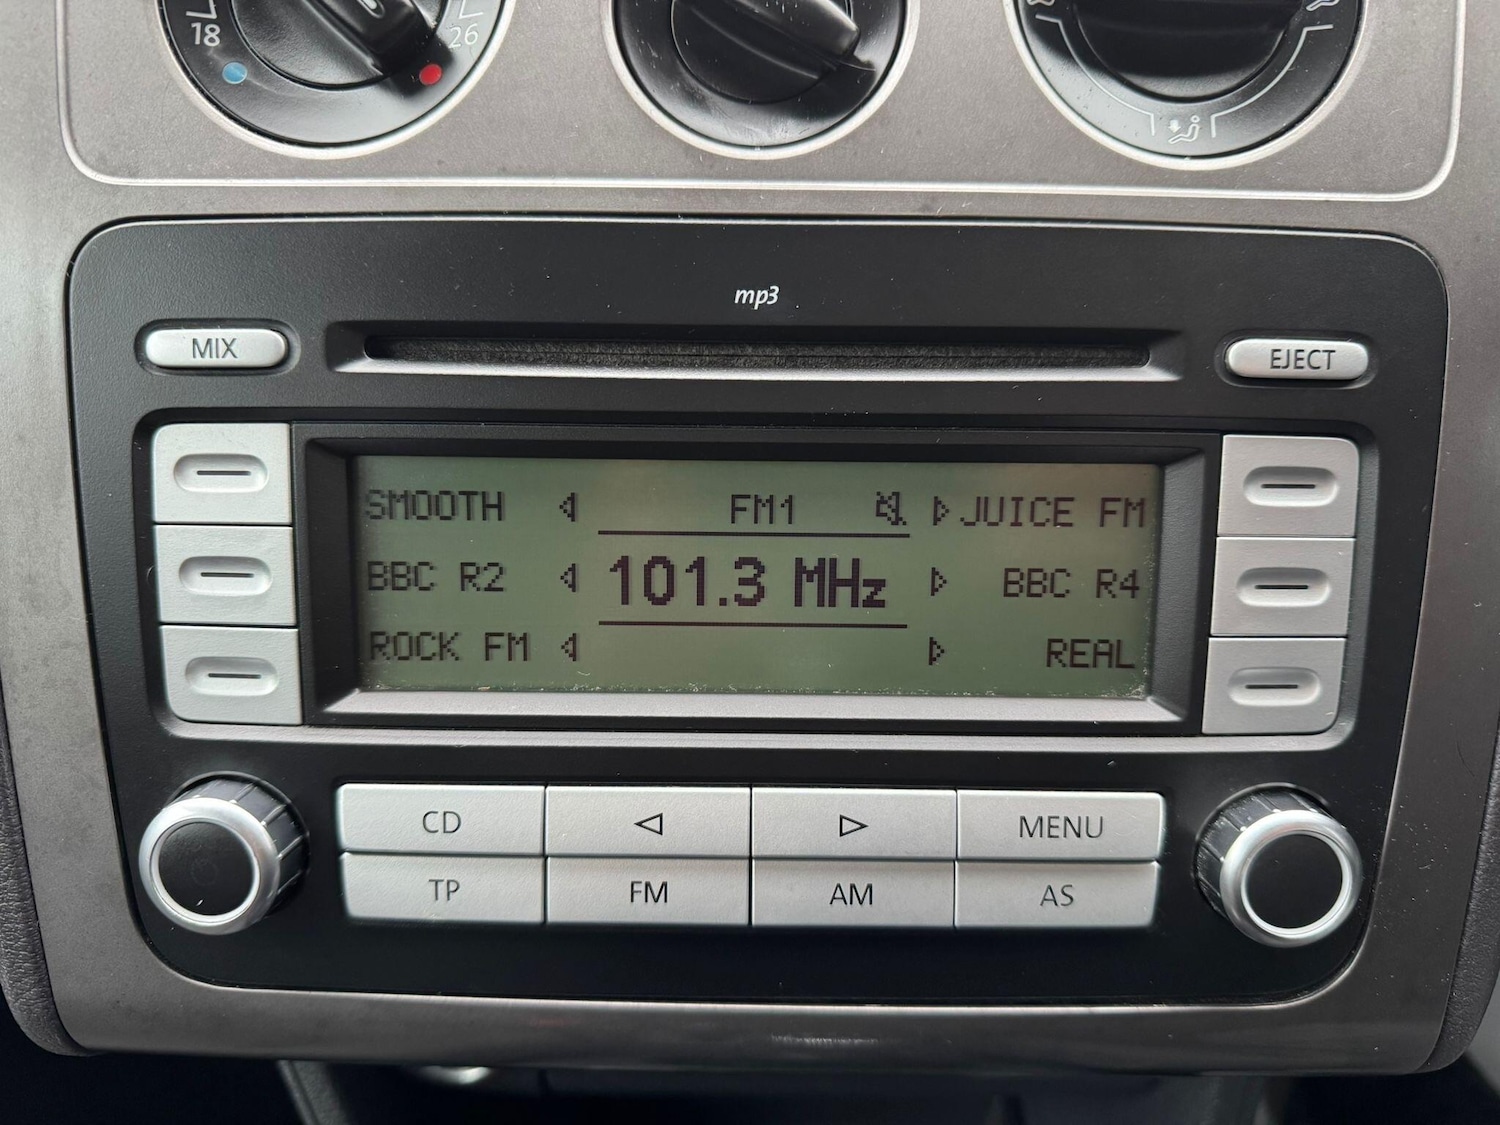 18
26
mp3
MIX
EJECT
SMOOTH FM1 JUICE FM
BBC R2 101.3 MHz BBC R4
ROCK FM REAL
CD MENU
TP FM AM AS